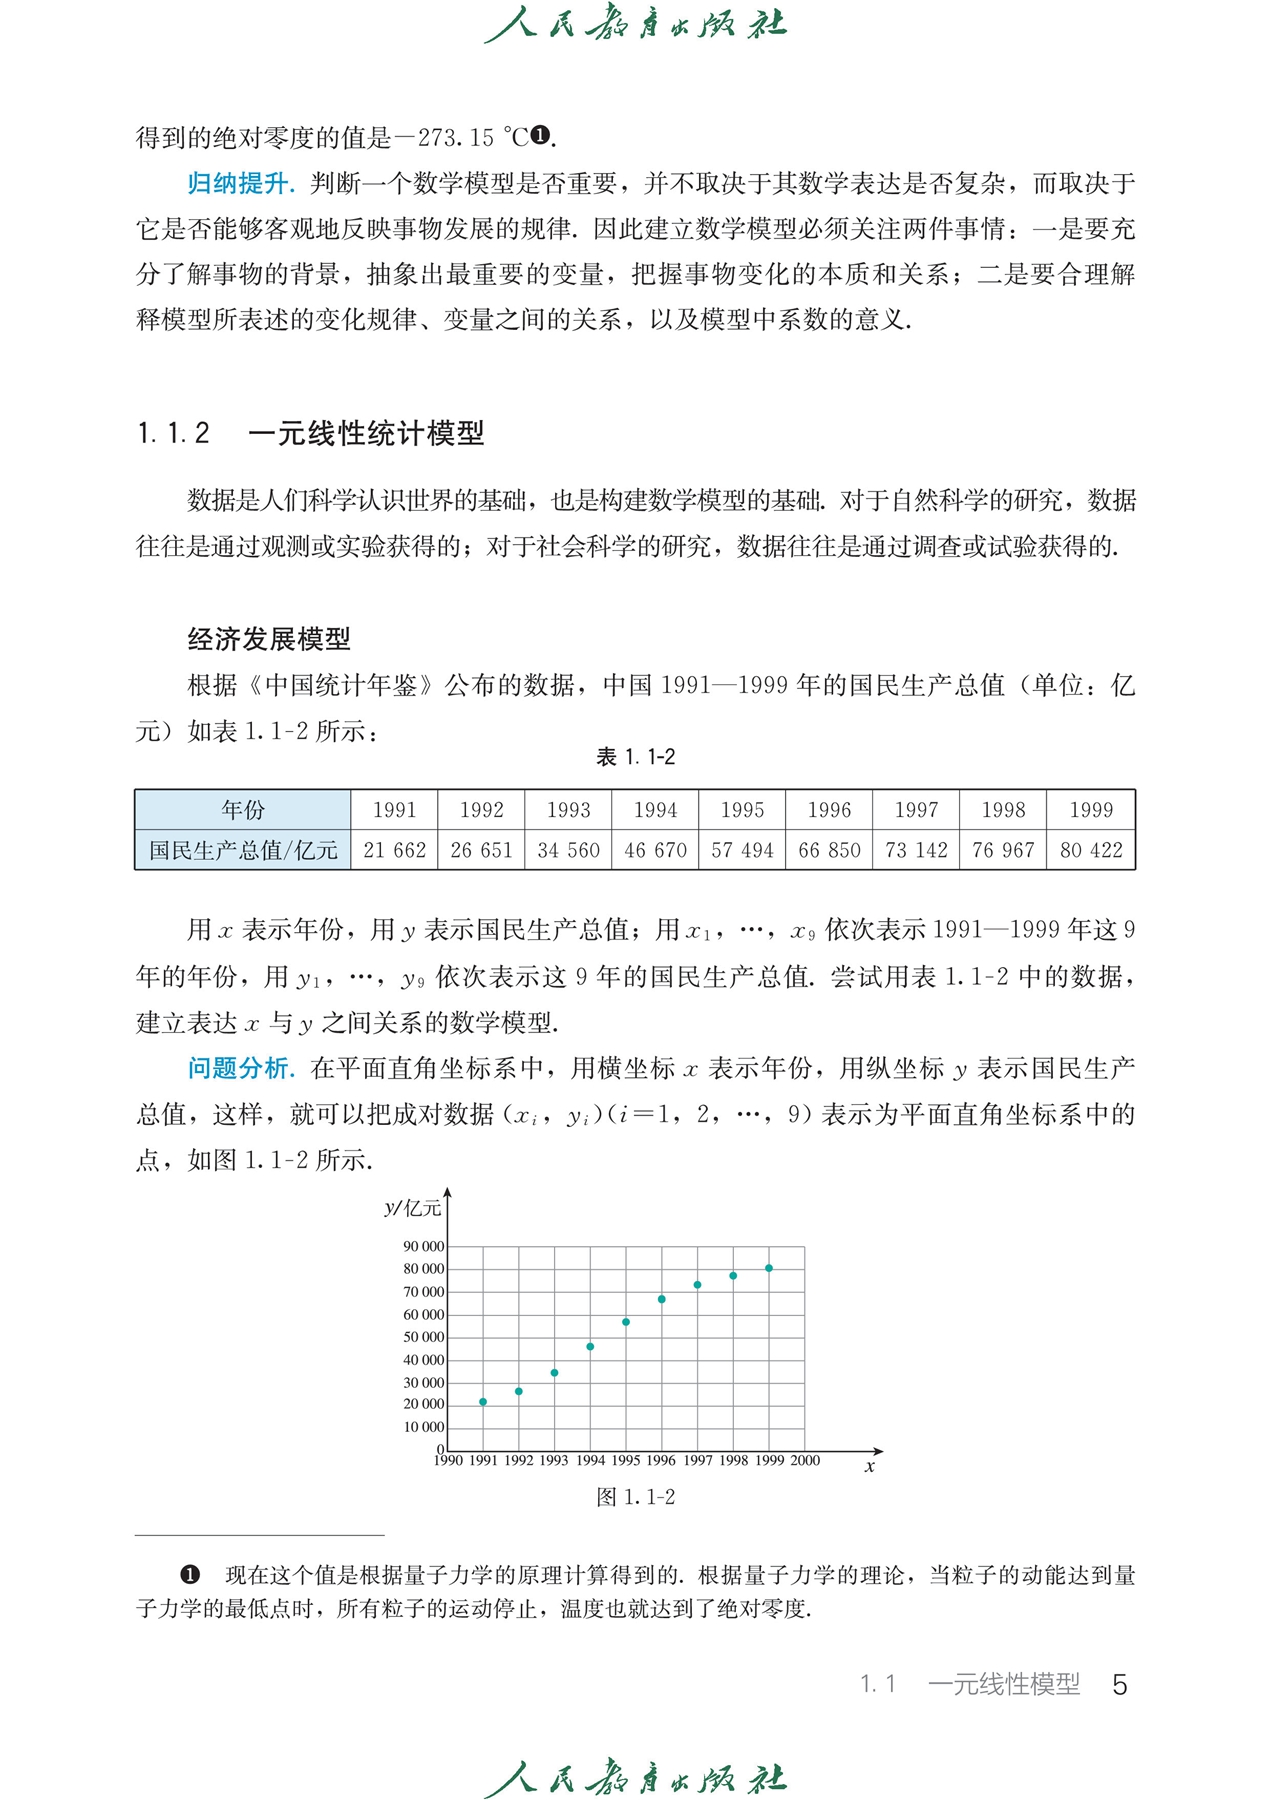 人民教育出版社
得到的绝对零度的值是－273.15 ℃❶.
归纳提升. 判断一个数学模型是否重要，并不取决于其数学表达是否复杂，而取决于
它是否能够客观地反映事物发展的规律. 因此建立数学模型必须关注两件事情：一是要充
分了解事物的背景，抽象出最重要的变量，把握事物变化的本质和关系；二是要合理解
释模型所表述的变化规律、变量之间的关系，以及模型中系数的意义.
1.1.2 一元线性统计模型
数据是人们科学认识世界的基础，也是构建数学模型的基础. 对于自然科学的研究，数据
往往是通过观测或实验获得的；对于社会科学的研究，数据往往是通过调查或试验获得的.
经济发展模型
根据《中国统计年鉴》公布的数据，中国 1991—1999 年的国民生产总值（单位：亿
元）如表 1.1-2 所示：
表 1.1-2
年份 1991 1992 1993 1994 1995 1996 1997 1998 1999
国民生产总值/亿元 21 662 26 651 34 560 46 670 57 494 66 850 73 142 76 967 80 422
用 x 表示年份，用 y 表示国民生产总值；用 x₁，…，x₉ 依次表示 1991—1999 年这 9
年的年份，用 y₁，…，y₉ 依次表示这 9 年的国民生产总值. 尝试用表 1.1-2 中的数据，
建立表达 x 与 y 之间关系的数学模型.
问题分析. 在平面直角坐标系中，用横坐标 x 表示年份，用纵坐标 y 表示国民生产
总值，这样，就可以把成对数据 (xᵢ，yᵢ)(i＝1，2，…，9) 表示为平面直角坐标系中的
点，如图 1.1-2 所示.
y/亿元
90 000
80 000
70 000
60 000
50 000
40 000
30 000
20 000
10 000
0
1990 1991 1992 1993 1994 1995 1996 1997 1998 1999 2000
x
图 1.1-2
❶ 现在这个值是根据量子力学的原理计算得到的. 根据量子力学的理论，当粒子的动能达到量
子力学的最低点时，所有粒子的运动停止，温度也就达到了绝对零度.
1.1 一元线性模型 5
人民教育出版社